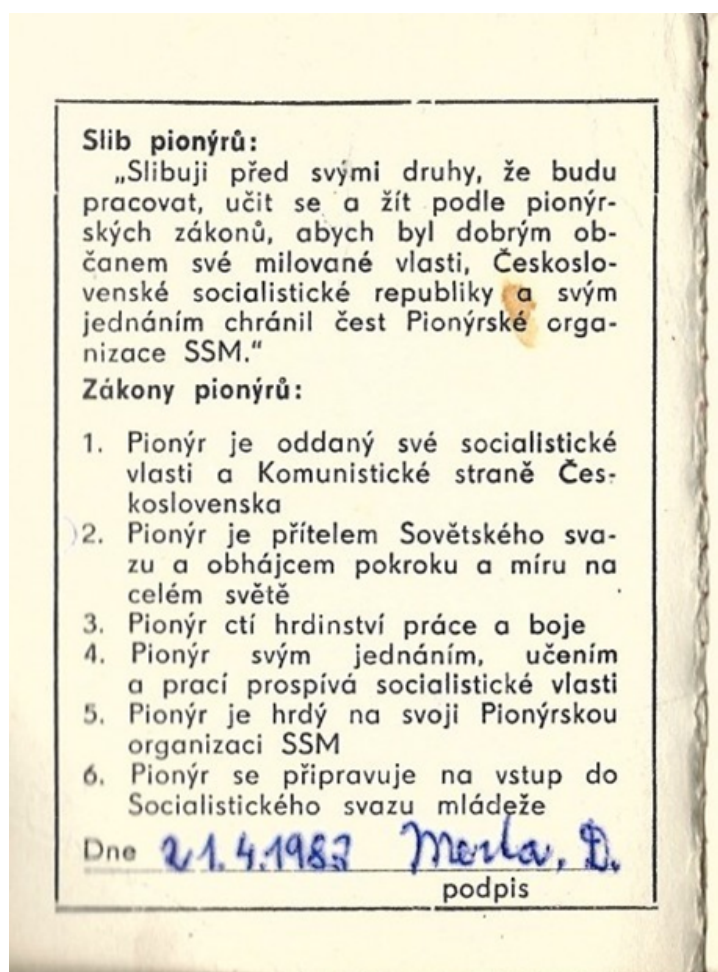 Slib pionýrů:
„Slibuji před svými druhy, že budu
pracovat, učit se a žít podle pionýr-
ských zákonů, abych byl dobrým ob-
čanem své milované vlasti, Českoslo-
venské socialistické republiky a svým
jednáním chránil čest Pionýrské orga-
nizace SSM.“
Zákony pionýrů:
1. Pionýr je oddaný své socialistické
vlasti a Komunistické straně Čes-
koslovenska
2. Pionýr je přítelem Sovětského sva-
zu a obhájcem pokroku a míru na
celém světě
3. Pionýr ctí hrdinství práce a boje
4. Pionýr svým jednáním, učením
a prací prospívá socialistické vlasti
5. Pionýr je hrdý na svoji Pionýrskou
organizaci SSM
6. Pionýr se připravuje na vstup do
Socialistického svazu mládeže
Dne D.
podpis